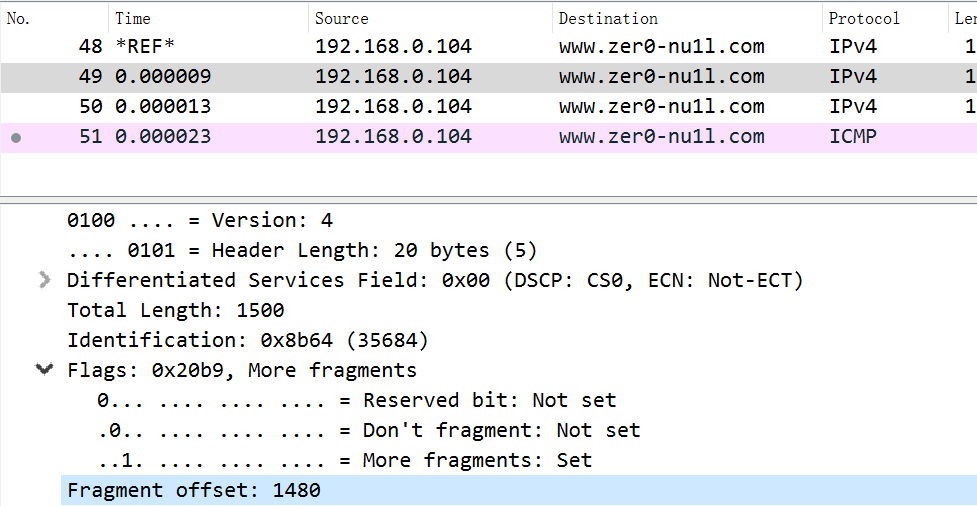 No. Time Source Destination Protocol
48 *REF* 192.168.0.104 www.zer0-nu1l.com IPv4 1
49 0.000009 192.168.0.104 www.zer0-nu1l.com IPv4 1
50 0.000013 192.168.0.104 www.zer0-nu1l.com IPv4 1
51 0.000023 192.168.0.104 www.zer0-nu1l.com ICMP
0100 .... = Version: 4
.... 0101 = Header Length: 20 bytes (5)
Differentiated Services Field: 0x00 (DSCP: CS0, ECN: Not-ECT)
Total Length: 1500
Identification: 0x8b64 (35684)
Flags: 0x20b9, More fragments
0... .... .... .... = Reserved bit: Not set
.0.. .... .... .... = Don't fragment: Not set
..1. .... .... .... = More fragments: Set
Fragment offset: 1480